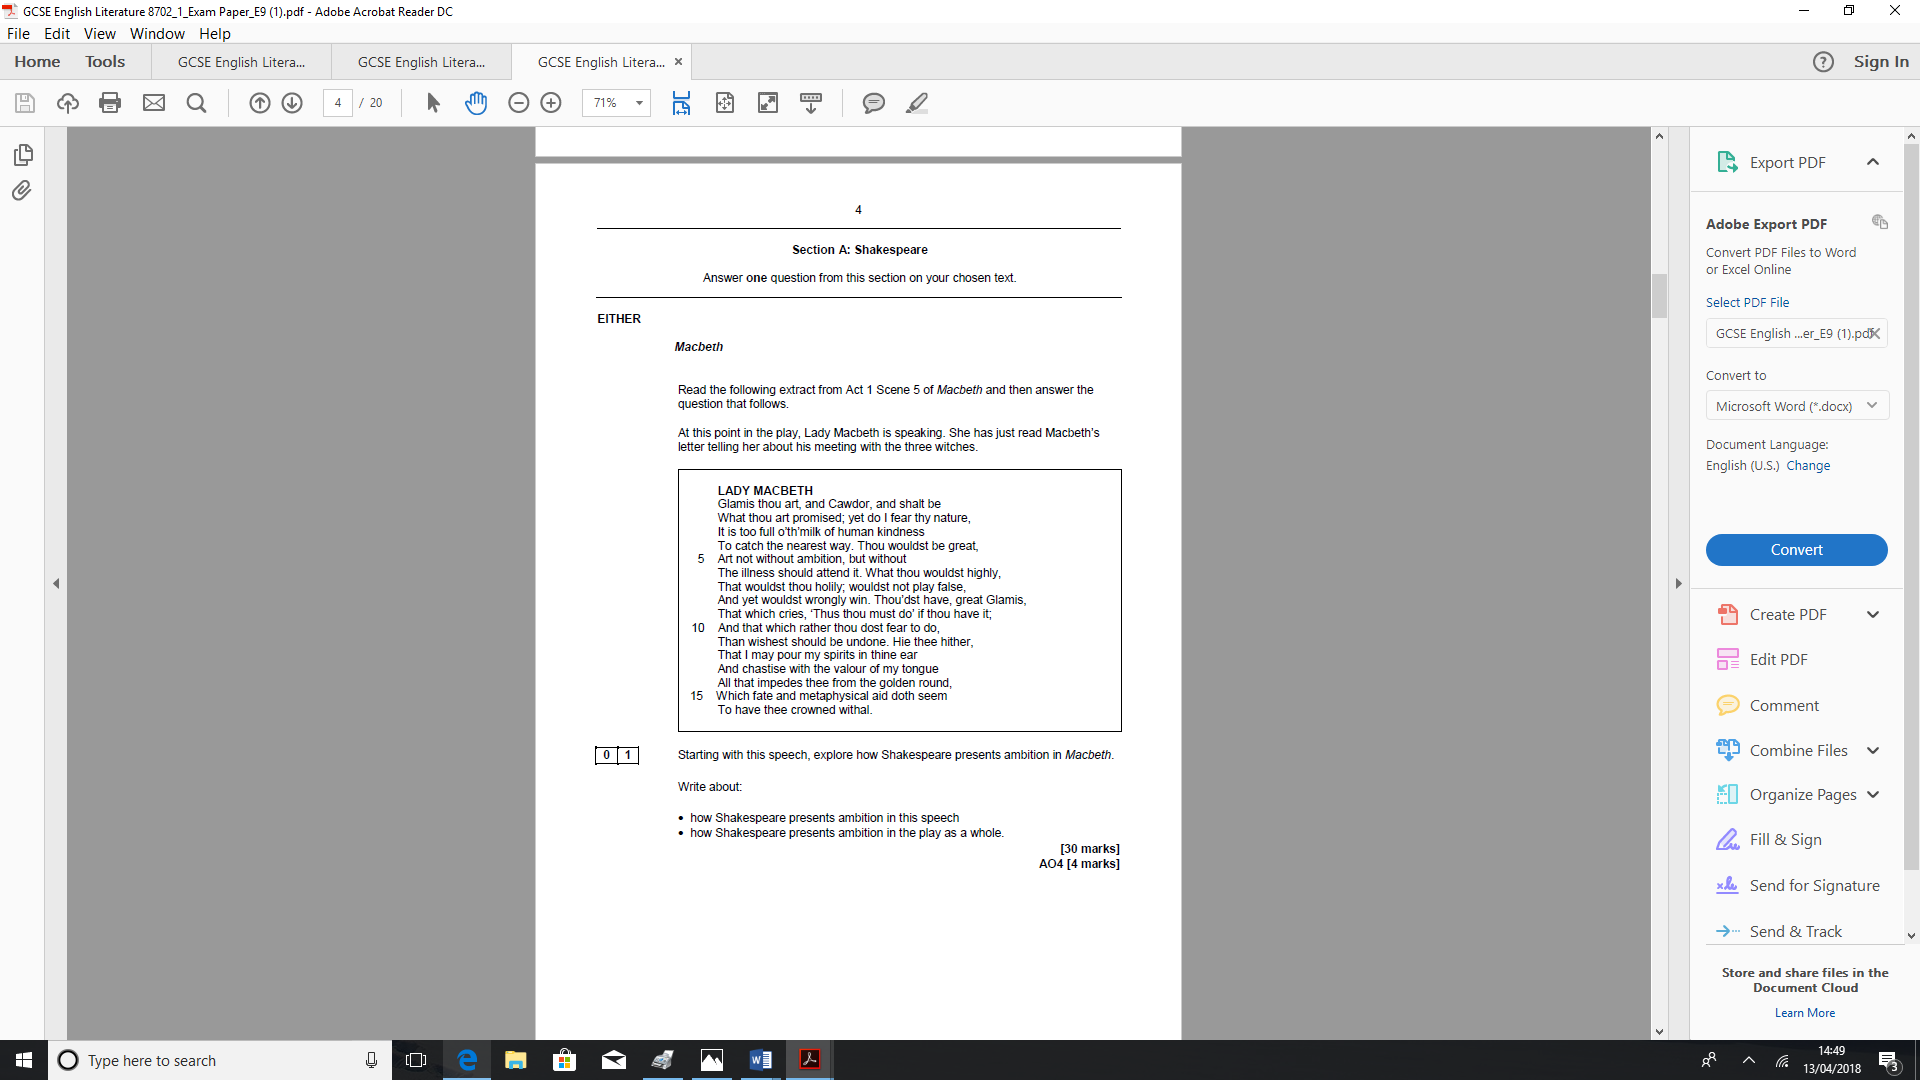 GCSE English Literature 8702_1_Exam Paper_E9 (1).pdf - Adobe Acrobat Reader DC
File Edit View Window Help
Home Tools GCSE English Litera... GCSE English Litera... GCSE English Litera... Sign In
4 / 20 71%
4
Section A: Shakespeare
Answer one question from this section on your chosen text.
EITHER
Macbeth
Read the following extract from Act 1 Scene 5 of Macbeth and then answer the
question that follows.
At this point in the play, Lady Macbeth is speaking. She has just read Macbeth's
letter telling her about his meeting with the three witches.
LADY MACBETH
Glamis thou art, and Cawdor, and shalt be
What thou art promised; yet do I fear thy nature,
It is too full o'th'milk of human kindness
To catch the nearest way. Thou wouldst be great,
5 Art not without ambition, but without
The illness should attend it. What thou wouldst highly,
That wouldst thou holily; wouldst not play false,
And yet wouldst wrongly win. Thou'dst have, great Glamis,
That which cries, 'Thus thou must do' if thou have it;
10 And that which rather thou dost fear to do,
Than wishest should be undone. Hie thee hither,
That I may pour my spirits in thine ear
And chastise with the valour of my tongue
All that impedes thee from the golden round,
15 Which fate and metaphysical aid doth seem
To have thee crowned withal.
0 1 Starting with this speech, explore how Shakespeare presents ambition in Macbeth.
Write about:
• how Shakespeare presents ambition in this speech
• how Shakespeare presents ambition in the play as a whole.
[30 marks]
AO4 [4 marks]
Export PDF
Adobe Export PDF
Convert PDF Files to Word
or Excel Online
Select PDF File
GCSE English ...er_E9 (1).pdf
Convert to
Microsoft Word (*.docx)
Document Language:
English (U.S.) Change
Convert
Create PDF
Edit PDF
Comment
Combine Files
Organize Pages
Fill & Sign
Send for Signature
Send & Track
Store and share files in the
Document Cloud
Learn More
Type here to search
14:49
13/04/2018
3